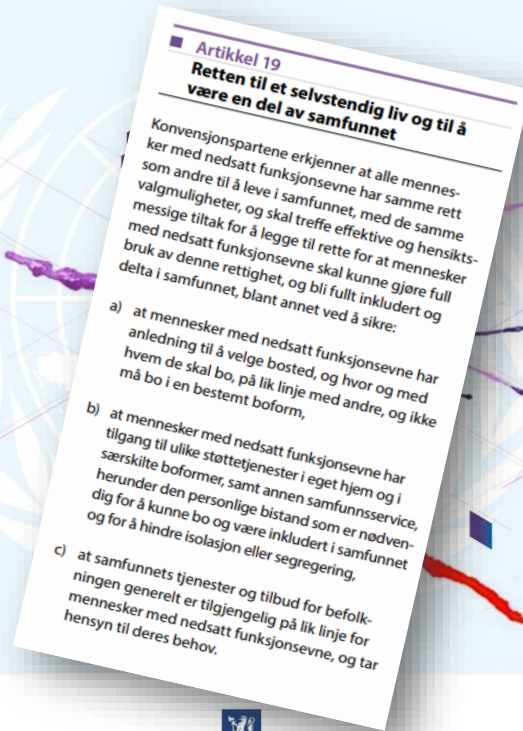 Artikkel 19
Retten til et selvstendig liv og til å
være en del av samfunnet
Konvensjonspartene erkjenner at alle mennes-
ker med nedsatt funksjonsevne har samme rett
som andre til å leve i samfunnet, med de samme
valgmuligheter, og skal treffe effektive og hensikts-
messige tiltak for å legge til rette for at mennesker
med nedsatt funksjonsevne skal kunne gjøre full
bruk av denne rettighet, og bli fullt inkludert og
delta i samfunnet, blant annet ved å sikre:
a) at mennesker med nedsatt funksjonsevne har
anledning til å velge bosted, og hvor og med
hvem de skal bo, på lik linje med andre, og ikke
må bo i en bestemt boform,
b) at mennesker med nedsatt funksjonsevne har
tilgang til ulike støttetjenester i eget hjem og i
særskilte boformer, samt annen samfunnsservice,
herunder den personlige bistand som er nødven-
dig for å kunne bo og være inkludert i samfunnet
og for å hindre isolasjon eller segregering,
c) at samfunnets tjenester og tilbud for befolk-
ningen generelt er tilgjengelig på lik linje for
mennesker med nedsatt funksjonsevne, og tar
hensyn til deres behov.